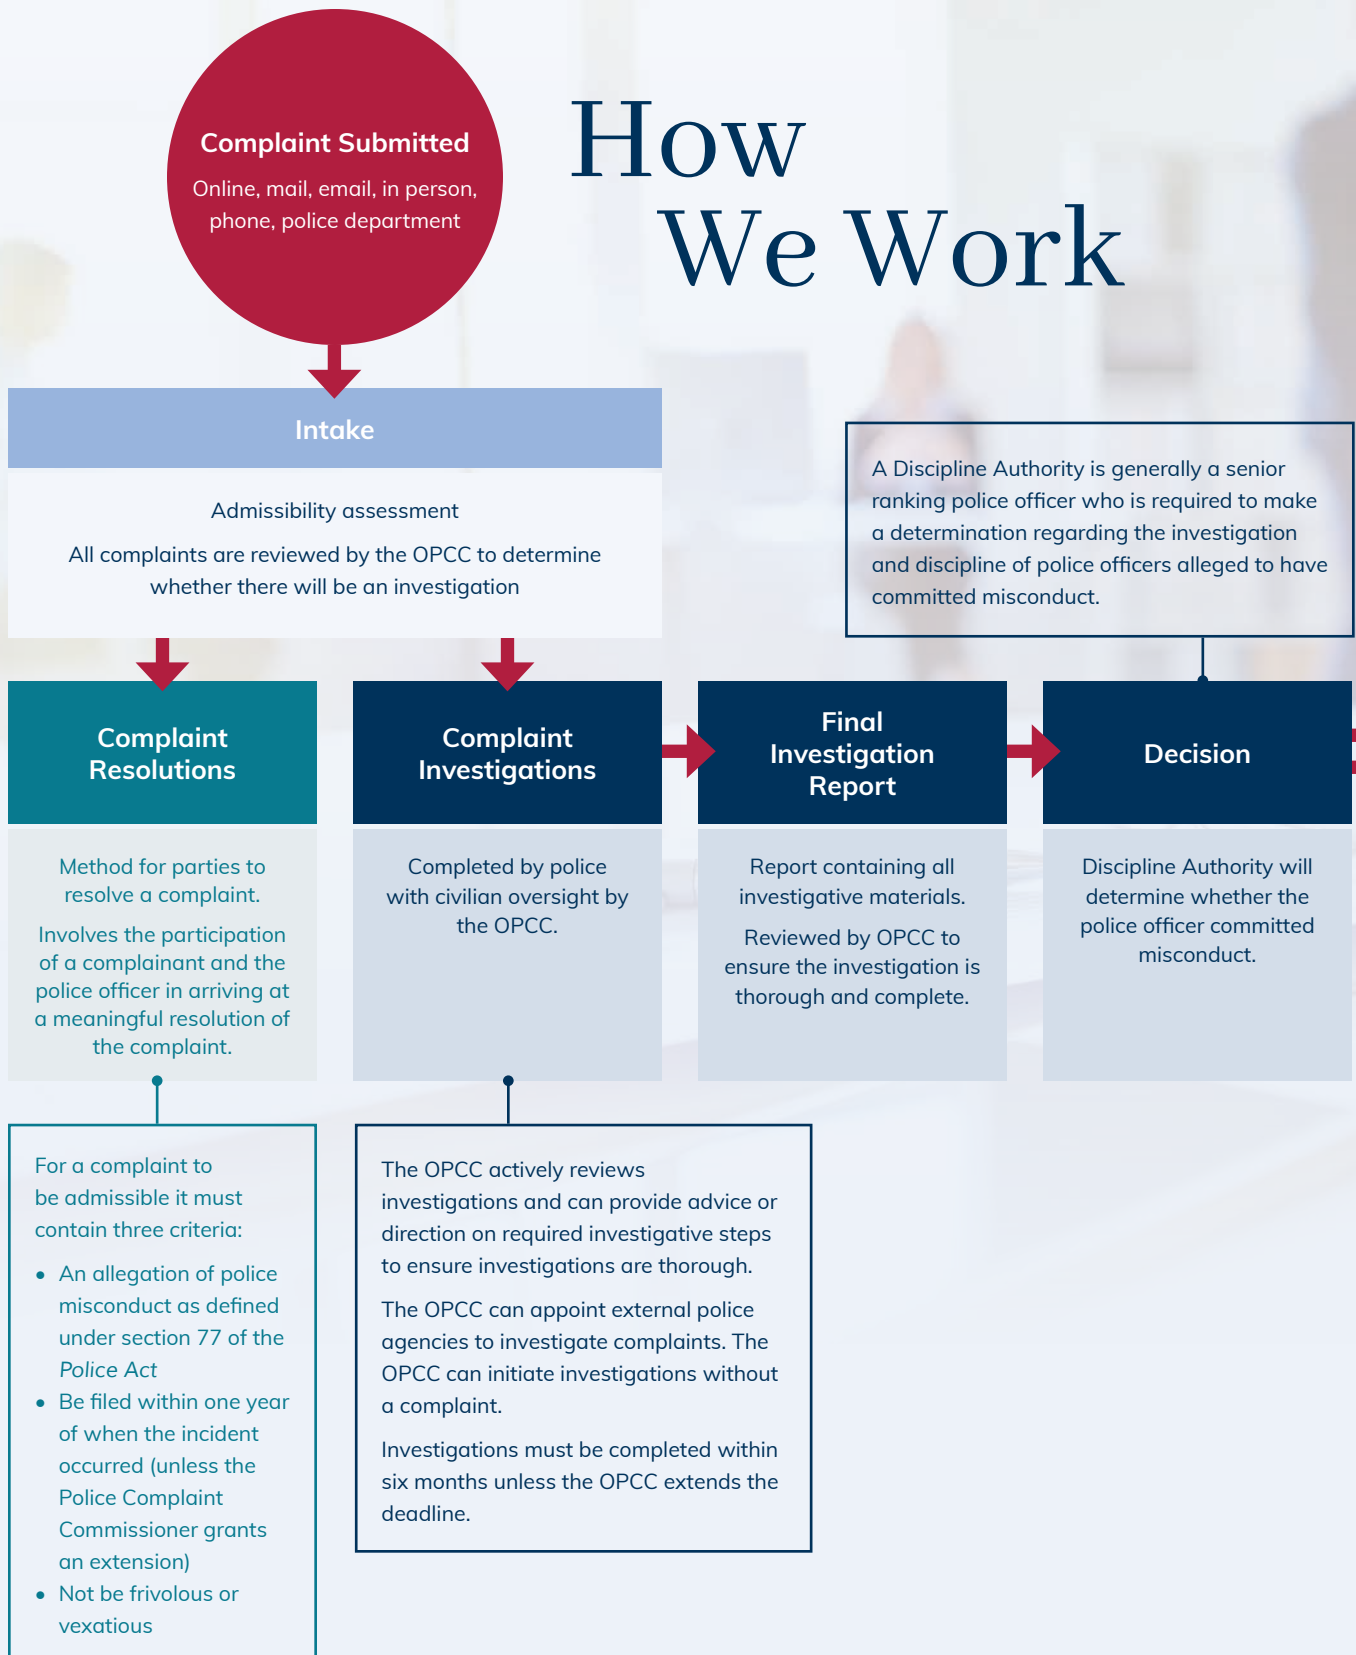 Complaint Submitted
Online, mail, email, in person,
phone, police department
How
We Work
Intake
Admissibility assessment
All complaints are reviewed by the OPCC to determine
whether there will be an investigation
A Discipline Authority is generally a senior
ranking police officer who is required to make
a determination regarding the investigation
and discipline of police officers alleged to have
committed misconduct.
Complaint
Resolutions
Method for parties to
resolve a complaint.
Involves the participation
of a complainant and the
police officer in arriving at
a meaningful resolution of
the complaint.
For a complaint to
be admissible it must
contain three criteria:
• An allegation of police
misconduct as defined
under section 77 of the
Police Act
• Be filed within one year
of when the incident
occurred (unless the
Police Complaint
Commissioner grants
an extension)
• Not be frivolous or
vexatious
Complaint
Investigations
Completed by police
with civilian oversight by
the OPCC.
The OPCC actively reviews
investigations and can provide advice or
direction on required investigative steps
to ensure investigations are thorough.
The OPCC can appoint external police
agencies to investigate complaints. The
OPCC can initiate investigations without
a complaint.
Investigations must be completed within
six months unless the OPCC extends the
deadline.
Final
Investigation
Report
Report containing all
investigative materials.
Reviewed by OPCC to
ensure the investigation is
thorough and complete.
Decision
Discipline Authority will
determine whether the
police officer committed
misconduct.